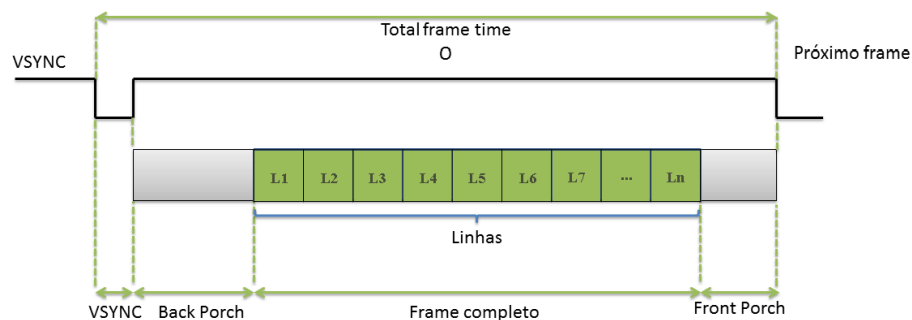 Total frame time
O
VSYNC
Próximo frame
L1 L2 L3 L4 L5 L6 L7 ... Ln
Linhas
VSYNC Back Porch Frame completo Front Porch